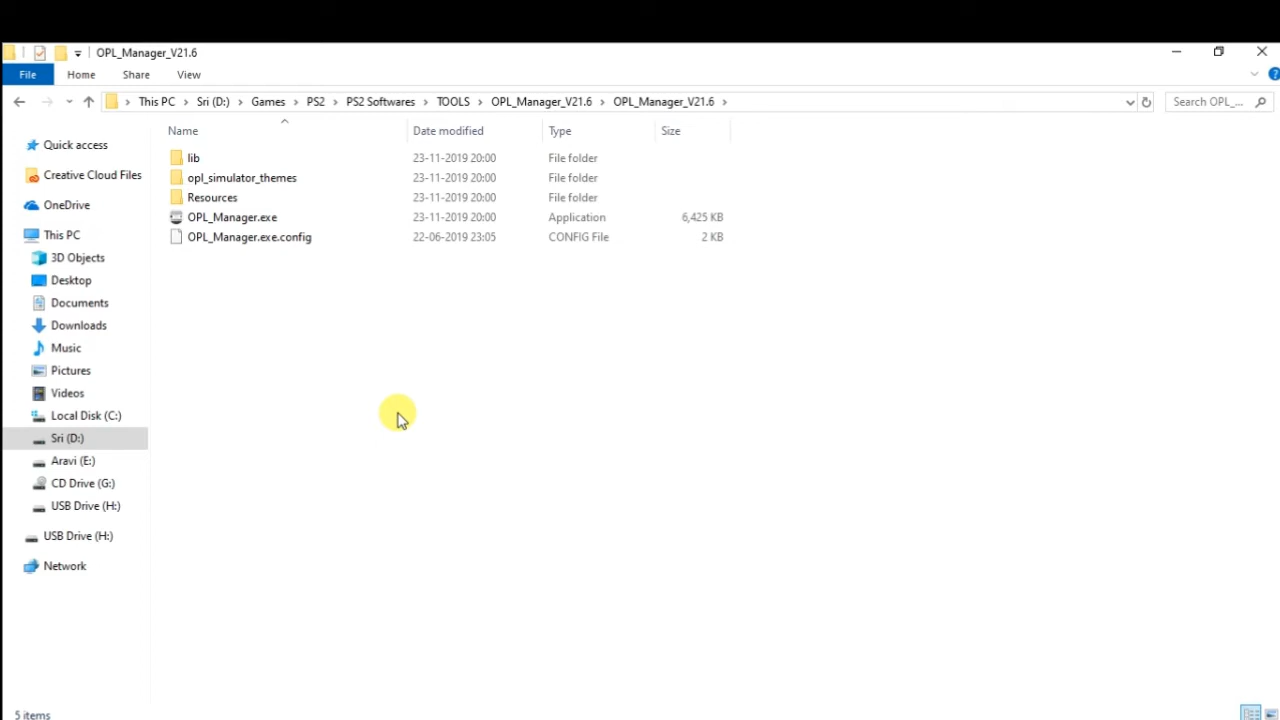 OPL_Manager_V21.6
File Home Share View
This PC Sri (D:) Games PS2 PS2 Softwares TOOLS OPL_Manager_V21.6 OPL_Manager_V21.6 Search OPL_...
Name Date modified Type Size
lib 23-11-2019 20:00 File folder
opl_simulator_themes 23-11-2019 20:00 File folder
Resources 23-11-2019 20:00 File folder
OPL_Manager.exe 23-11-2019 20:00 Application 6,425 KB
OPL_Manager.exe.config 22-06-2019 23:05 CONFIG File 2 KB
Quick access
Creative Cloud Files
OneDrive
This PC
3D Objects
Desktop
Documents
Downloads
Music
Pictures
Videos
Local Disk (C:)
Sri (D:)
Aravi (E:)
CD Drive (G:)
USB Drive (H:)
USB Drive (H:)
Network
5 items